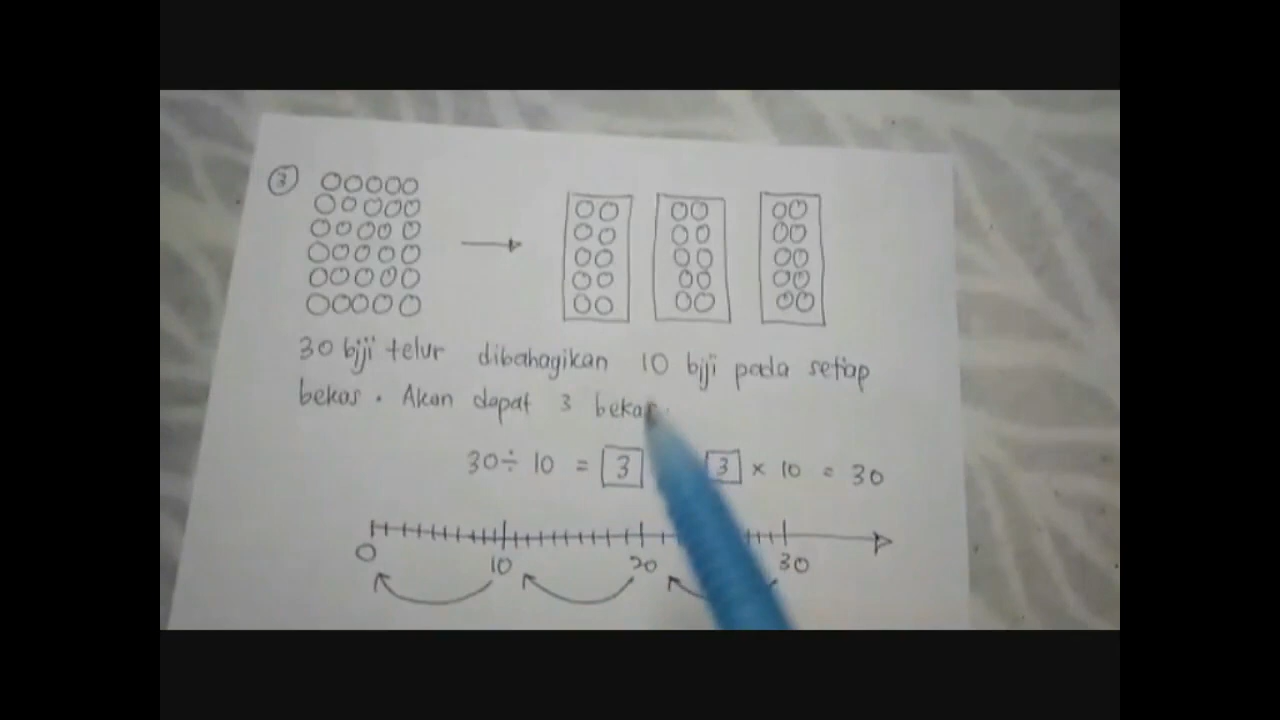 3
30 biji telur dibahagikan 10 biji pada setiap
bekas. Akan dapat 3 bekas.
30 ÷ 10 = 3 3 × 10 = 30
0 10 20 30